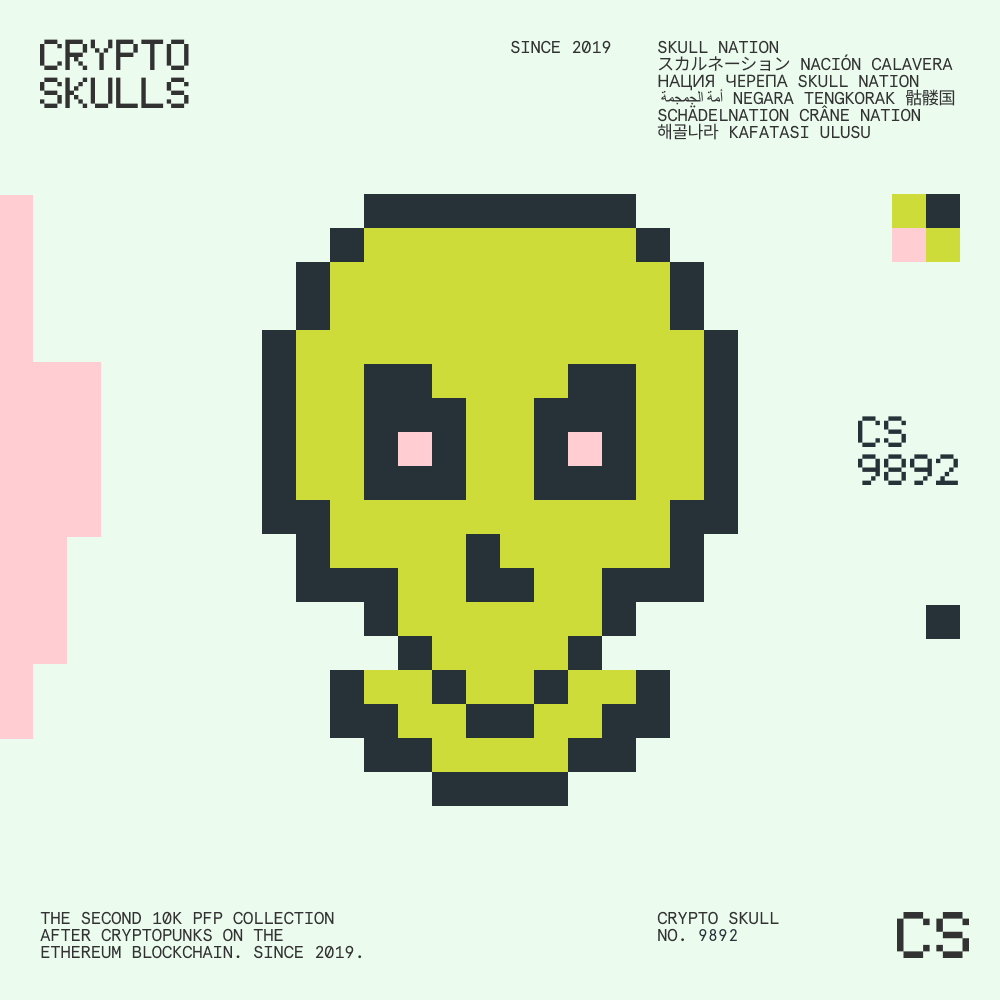 CRYPTO
SKULLS
SINCE 2019
SKULL NATION
スカルネーション NACIÓN CALAVERA
НАЦИЯ ЧЕРЕПА SKULL NATION
أمة الجمجمة NEGARA TENGKORAK 骷髅国
SCHÄDELNATION CRÂNE NATION
해골나라 KAFATASI ULUSU
CS
9892
THE SECOND 10K PFP COLLECTION
AFTER CRYPTOPUNKS ON THE
ETHEREUM BLOCKCHAIN. SINCE 2019.
CRYPTO SKULL
NO. 9892
CS